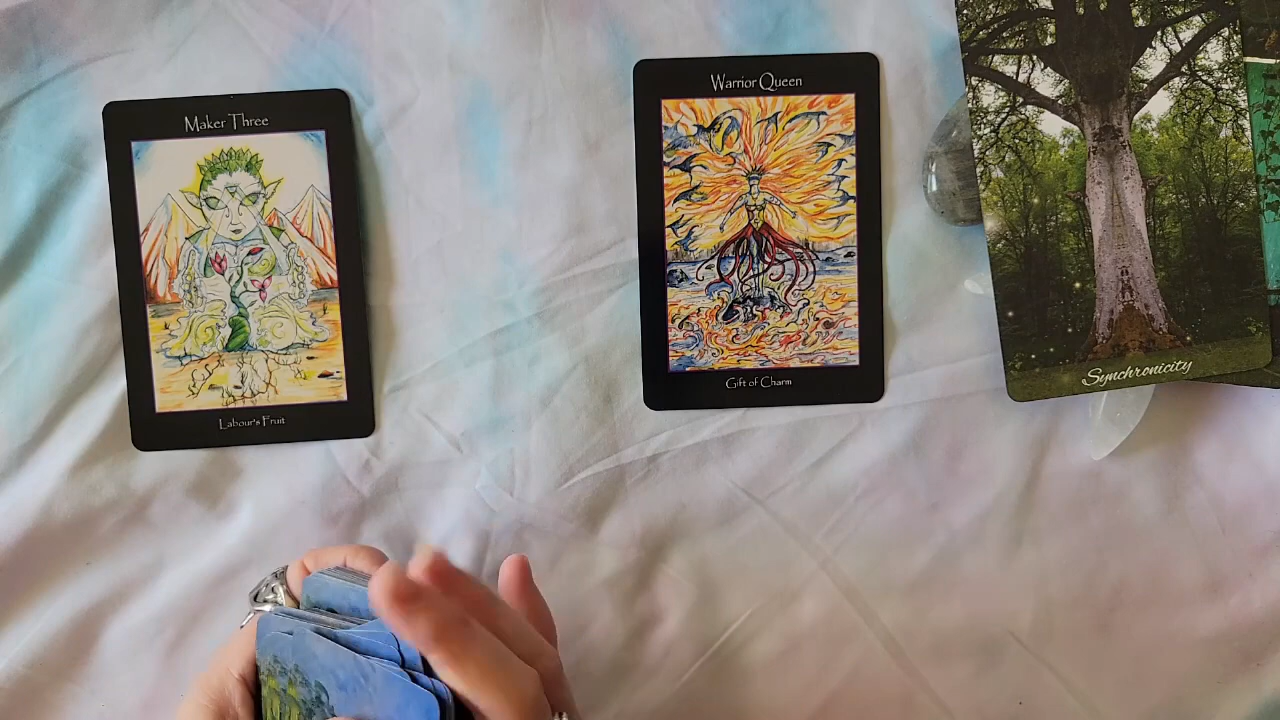 Maker Three
Labour's Fruit
Warrior Queen
Gift of Charm
Synchronicity